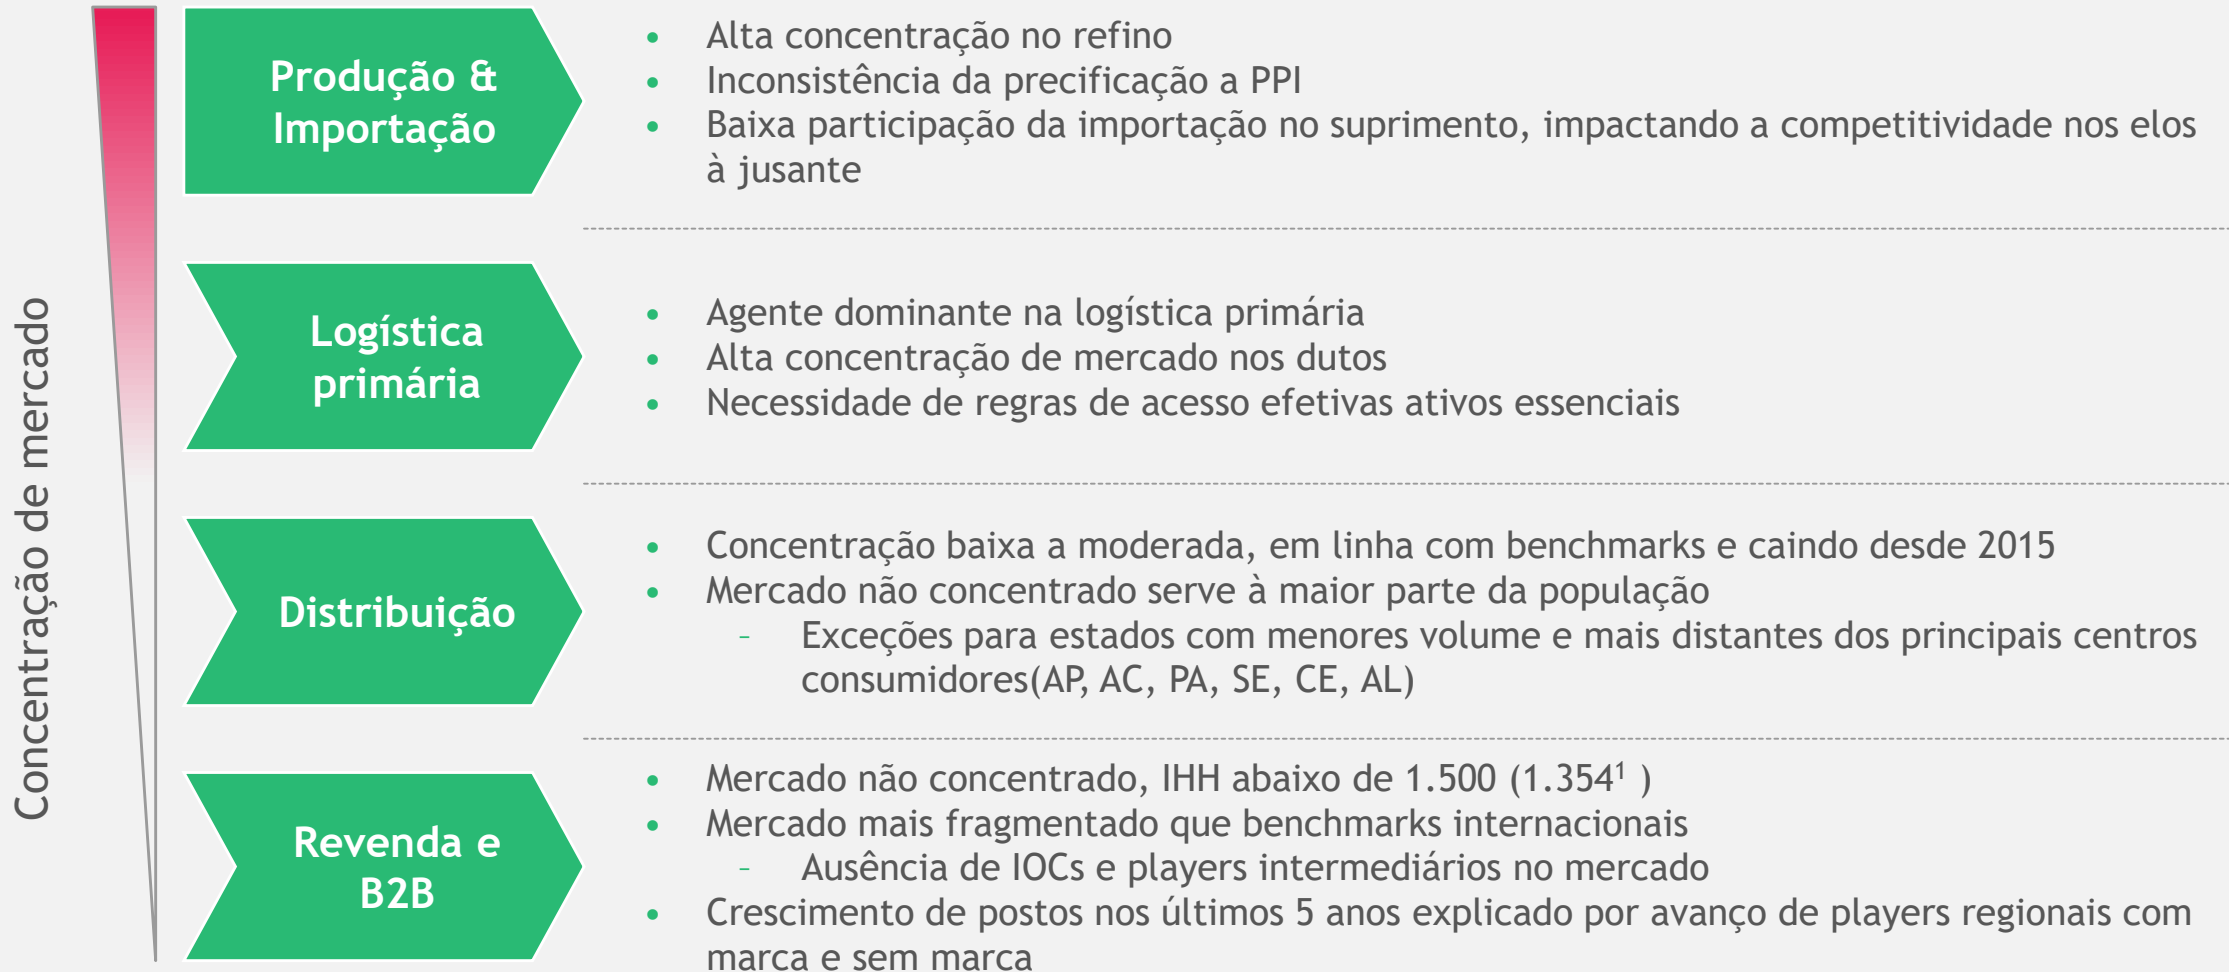 Concentração de mercado
Produção &
Importação
• Alta concentração no refino
• Inconsistência da precificação a PPI
• Baixa participação da importação no suprimento, impactando a competitividade nos elos
à jusante
Logística
primária
• Agente dominante na logística primária
• Alta concentração de mercado nos dutos
• Necessidade de regras de acesso efetivas ativos essenciais
Distribuição
• Concentração baixa a moderada, em linha com benchmarks e caindo desde 2015
• Mercado não concentrado serve à maior parte da população
– Exceções para estados com menores volume e mais distantes dos principais centros
consumidores(AP, AC, PA, SE, CE, AL)
Revenda e
B2B
• Mercado não concentrado, IHH abaixo de 1.500 (1.354¹ )
• Mercado mais fragmentado que benchmarks internacionais
– Ausência de IOCs e players intermediários no mercado
• Crescimento de postos nos últimos 5 anos explicado por avanço de players regionais com
marca e sem marca